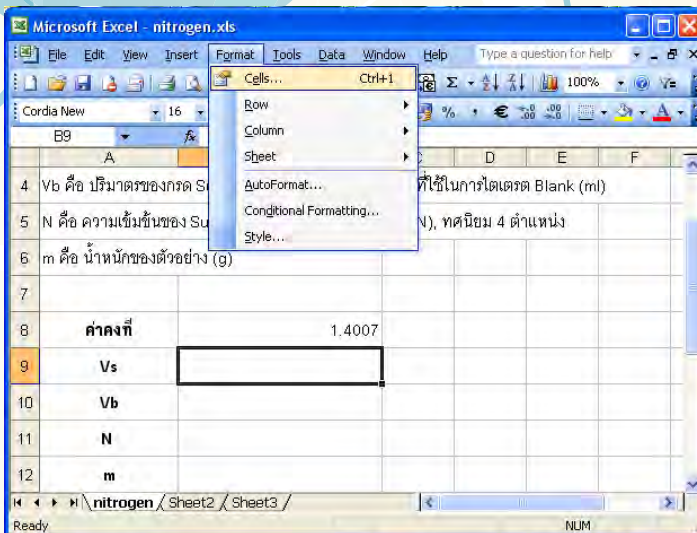 Microsoft Excel - nitrogen.xls
File Edit View Insert Format Tools Data Window Help Type a question for help
Cells... Ctrl+1
Row
Column
Sheet
AutoFormat...
Conditional Formatting...
Style...
Σ 100%
Cordia New 16 % , €
B9 fx
A D E F
4 Vb คือ ปริมาตรของกรด ที่ใช้ในการไตเตรต Blank (ml)
5 N คือ ความเข้มข้นของ Su N), ทศนิยม 4 ตำแหน่ง
6 m คือ น้ำหนักของตัวอย่าง (g)
7
8 ค่าคงที่ 1.4007
9 Vs
10 Vb
11 N
12 m
nitrogen Sheet2 Sheet3
Ready NUM